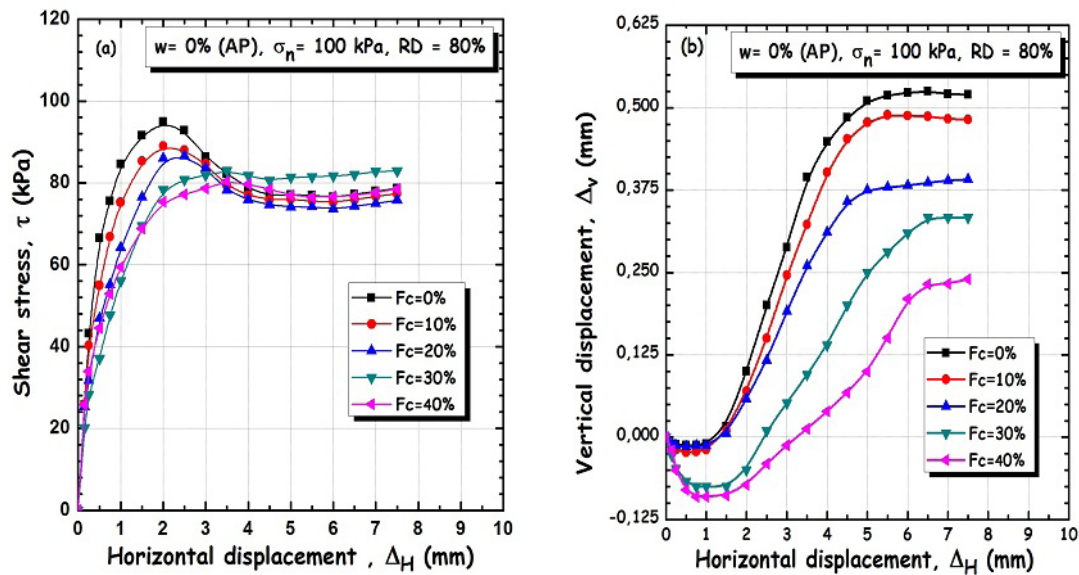 (a)
w= 0% (AP), σn= 100 kPa, RD = 80%
Shear stress, τ (kPa)
120
100
80
60
40
20
0
Fc=0%
Fc=10%
Fc=20%
Fc=30%
Fc=40%
0 1 2 3 4 5 6 7 8 9 10
Horizontal displacement , ΔH (mm)
(b)
w= 0% (AP), σn= 100 kPa, RD = 80%
Vertical displacement, Δv (mm)
0,625
0,500
0,375
0,250
0,125
0,000
-0,125
Fc=0%
Fc=10%
Fc=20%
Fc=30%
Fc=40%
0 1 2 3 4 5 6 7 8 9 10
Horizontal displacement, ΔH (mm)